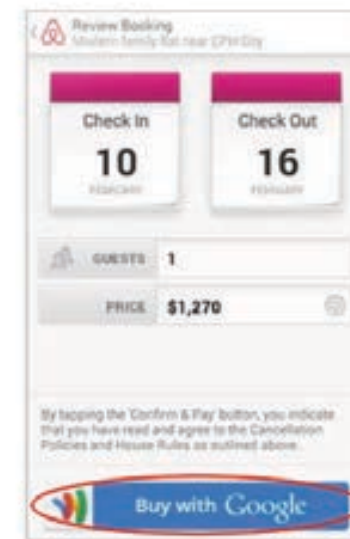 Review Booking
Modern family flat near CPH City
Check In
Check Out
10
16
FEBRUARY
FEBRUARY
GUESTS 1
PRICE $1,270
By tapping the 'Confirm & Pay' button, you indicate
that you have read and agree to the Cancellation
Policies and House Rules as outlined above.
Buy with Google